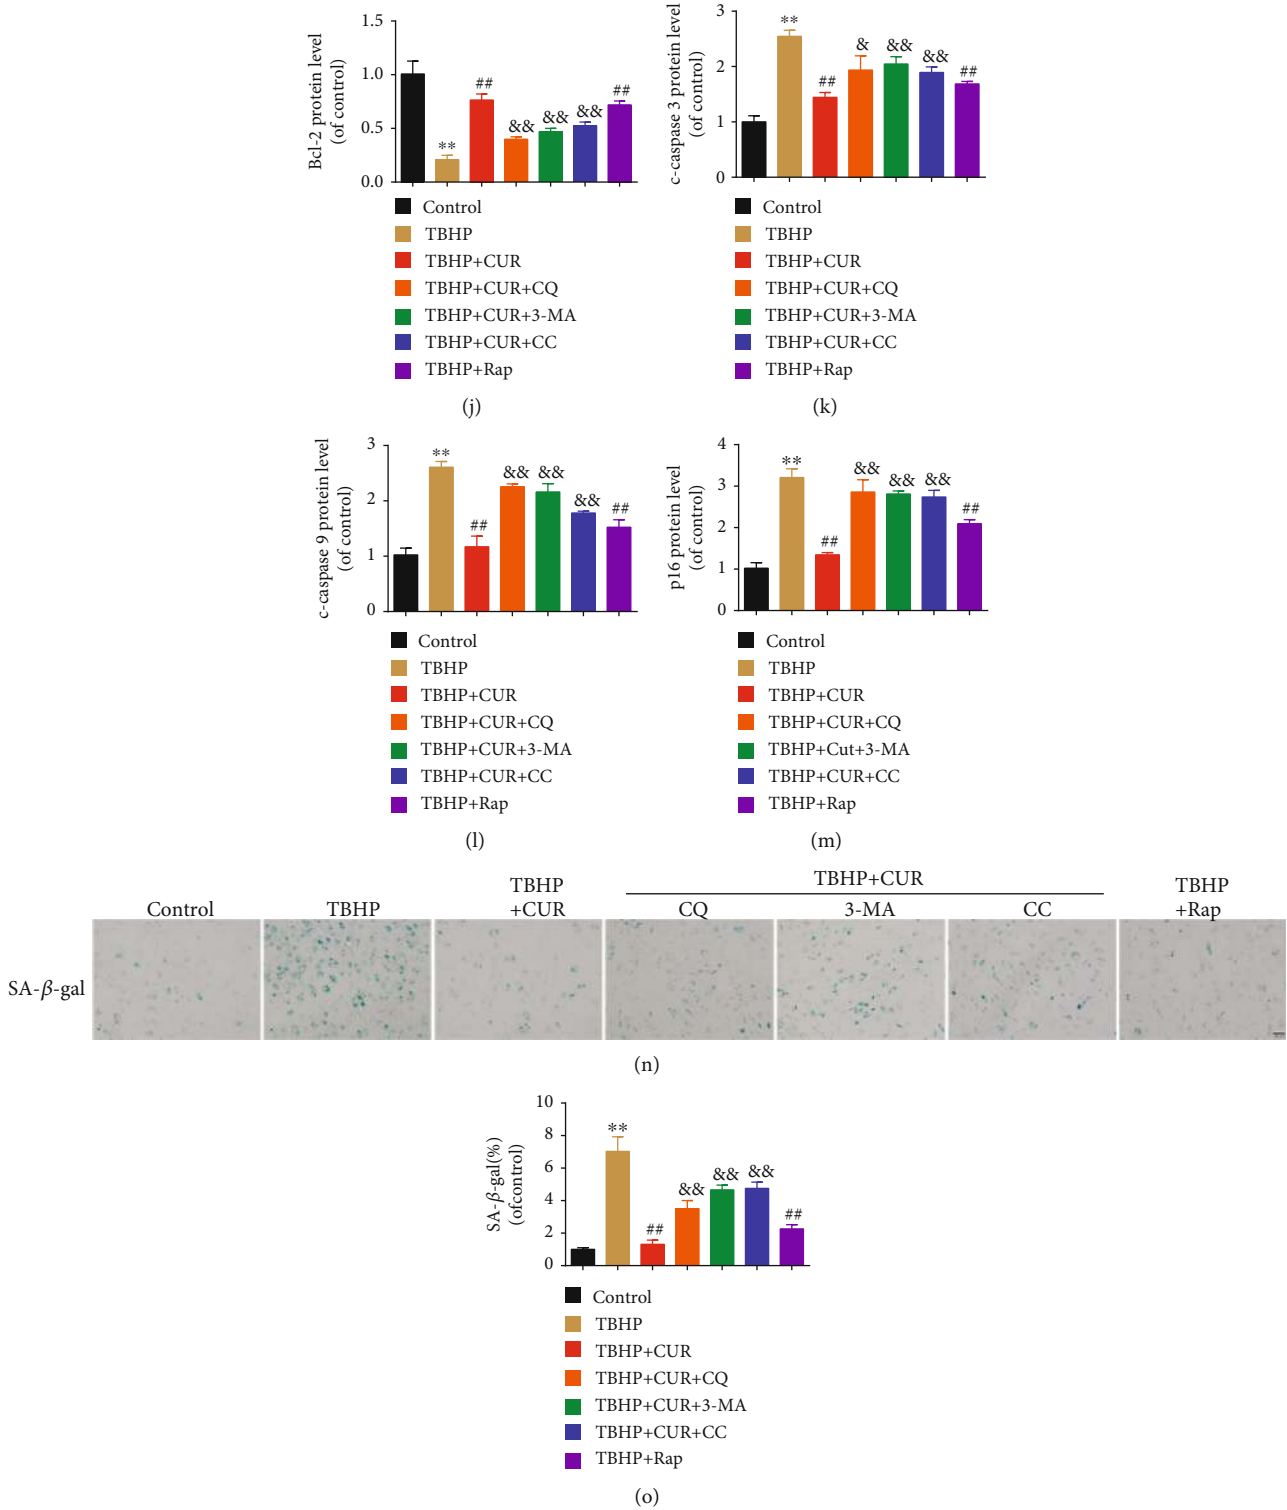 Bcl-2 protein level
(of control)
1.5
1.0
0.5
0.0
**
##
&&
&&
&&
##
Control
TBHP
TBHP+CUR
TBHP+CUR+CQ
TBHP+CUR+3-MA
TBHP+CUR+CC
TBHP+Rap
(j)
c-caspase 3 protein level
(of control)
3
2
1
0
**
##
&
&&
&&
##
Control
TBHP
TBHP+CUR
TBHP+CUR+CQ
TBHP+CUR+3-MA
TBHP+CUR+CC
TBHP+Rap
(k)
c-caspase 9 protein level
(of control)
3
2
1
0
**
##
&&
&&
&&
##
Control
TBHP
TBHP+CUR
TBHP+CUR+CQ
TBHP+CUR+3-MA
TBHP+CUR+CC
TBHP+Rap
(l)
p16 protein level
(of control)
4
3
2
1
0
**
##
&&
&&
&&
##
Control
TBHP
TBHP+CUR
TBHP+CUR+CQ
TBHP+Cut+3-MA
TBHP+CUR+CC
TBHP+Rap
(m)
Control
TBHP
TBHP
+CUR
TBHP+CUR
CQ
3-MA
CC
TBHP
+Rap
SA-β-gal
(n)
SA-β-gal(%)
(ofcontrol)
10
8
6
4
2
0
**
##
&&
&&
&&
##
Control
TBHP
TBHP+CUR
TBHP+CUR+CQ
TBHP+CUR+3-MA
TBHP+CUR+CC
TBHP+Rap
(o)